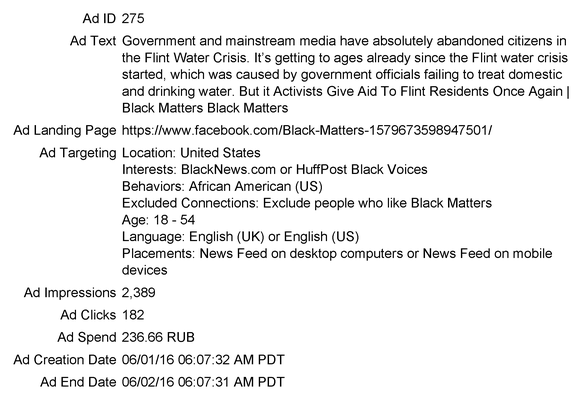 Ad ID 275
Ad Text Government and mainstream media have absolutely abandoned citizens in
the Flint Water Crisis. It's getting to ages already since the Flint water crisis
started, which was caused by government officials failing to treat domestic
and drinking water. But it Activists Give Aid To Flint Residents Once Again |
Black Matters Black Matters
Ad Landing Page https://www.facebook.com/Black-Matters-1579673598947501/
Ad Targeting Location: United States
Interests: BlackNews.com or HuffPost Black Voices
Behaviors: African American (US)
Excluded Connections: Exclude people who like Black Matters
Age: 18 - 54
Language: English (UK) or English (US)
Placements: News Feed on desktop computers or News Feed on mobile
devices
Ad Impressions 2,389
Ad Clicks 182
Ad Spend 236.66 RUB
Ad Creation Date 06/01/16 06:07:32 AM PDT
Ad End Date 06/02/16 06:07:31 AM PDT